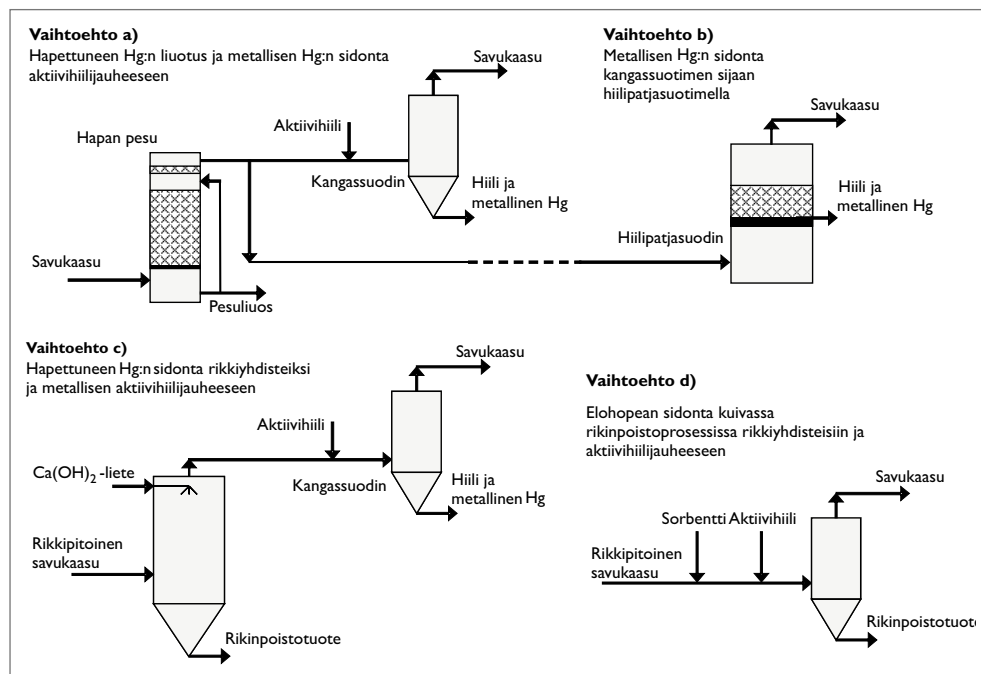 Vaihtoehto a)
Hapettuneen Hg:n liuotus ja metallisen Hg:n sidonta
aktiivihiilijauheeseen
Savukaasu
Aktiivihiili
Hapan pesu
Kangassuodin
Hiili ja
metallinen Hg
Savukaasu
Pesuliuos
Vaihtoehto b)
Metallisen Hg:n sidonta
kangassuotimen sijaan
hiilipatjasuotimella
Savukaasu
Hiili ja
metallinen Hg
Hiilipatjasuodin
Vaihtoehto c)
Hapettuneen Hg:n sidonta rikkiyhdisteiksi
ja metallisen aktiivihiilijauheeseen
Savukaasu
Aktiivihiili
Ca(OH)2 -liete
Kangassuodin
Hiili ja
metallinen Hg
Rikkipitoinen
savukaasu
Rikinpoistotuote
Vaihtoehto d)
Elohopean sidonta kuivassa
rikinpoistoprosessissa rikkiyhdisteisiin ja
aktiivihiilijauheeseen
Savukaasu
Sorbentti Aktiivihiili
Rikkipitoinen
savukaasu
Rikinpoistotuote